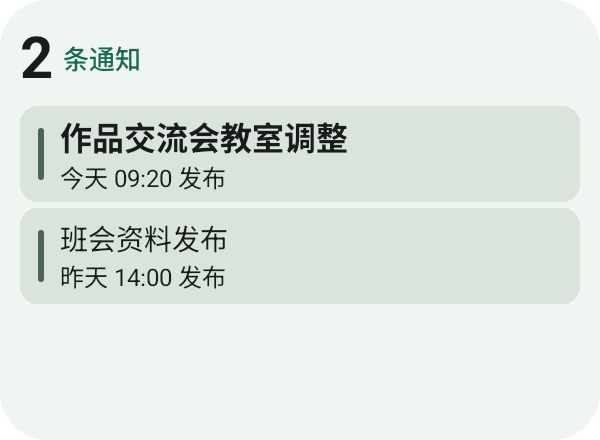 2 条通知
作品交流会教室调整
今天 09:20 发布
班会资料发布
昨天 14:00 发布